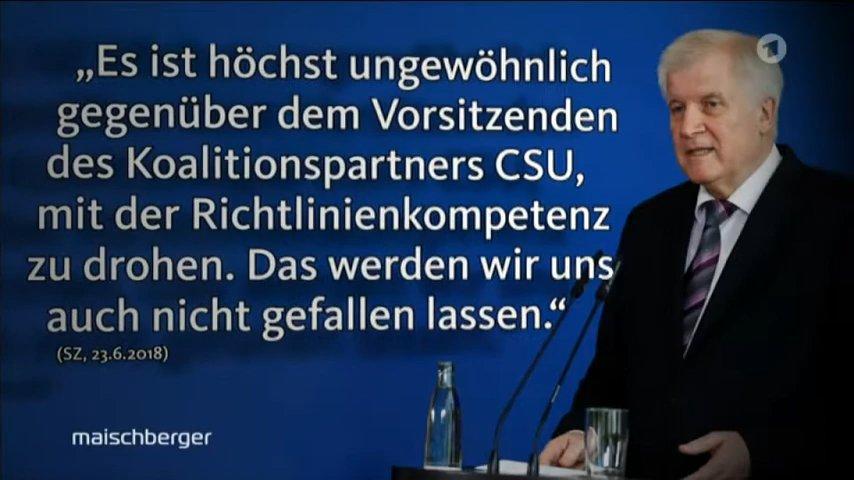 „Es ist höchst ungewöhnlich
gegenüber dem Vorsitzenden
des Koalitionspartners CSU,
mit der Richtlinienkompetenz
zu drohen. Das werden wir uns
auch nicht gefallen lassen.“
(SZ, 23.6.2018)
maischberger
1